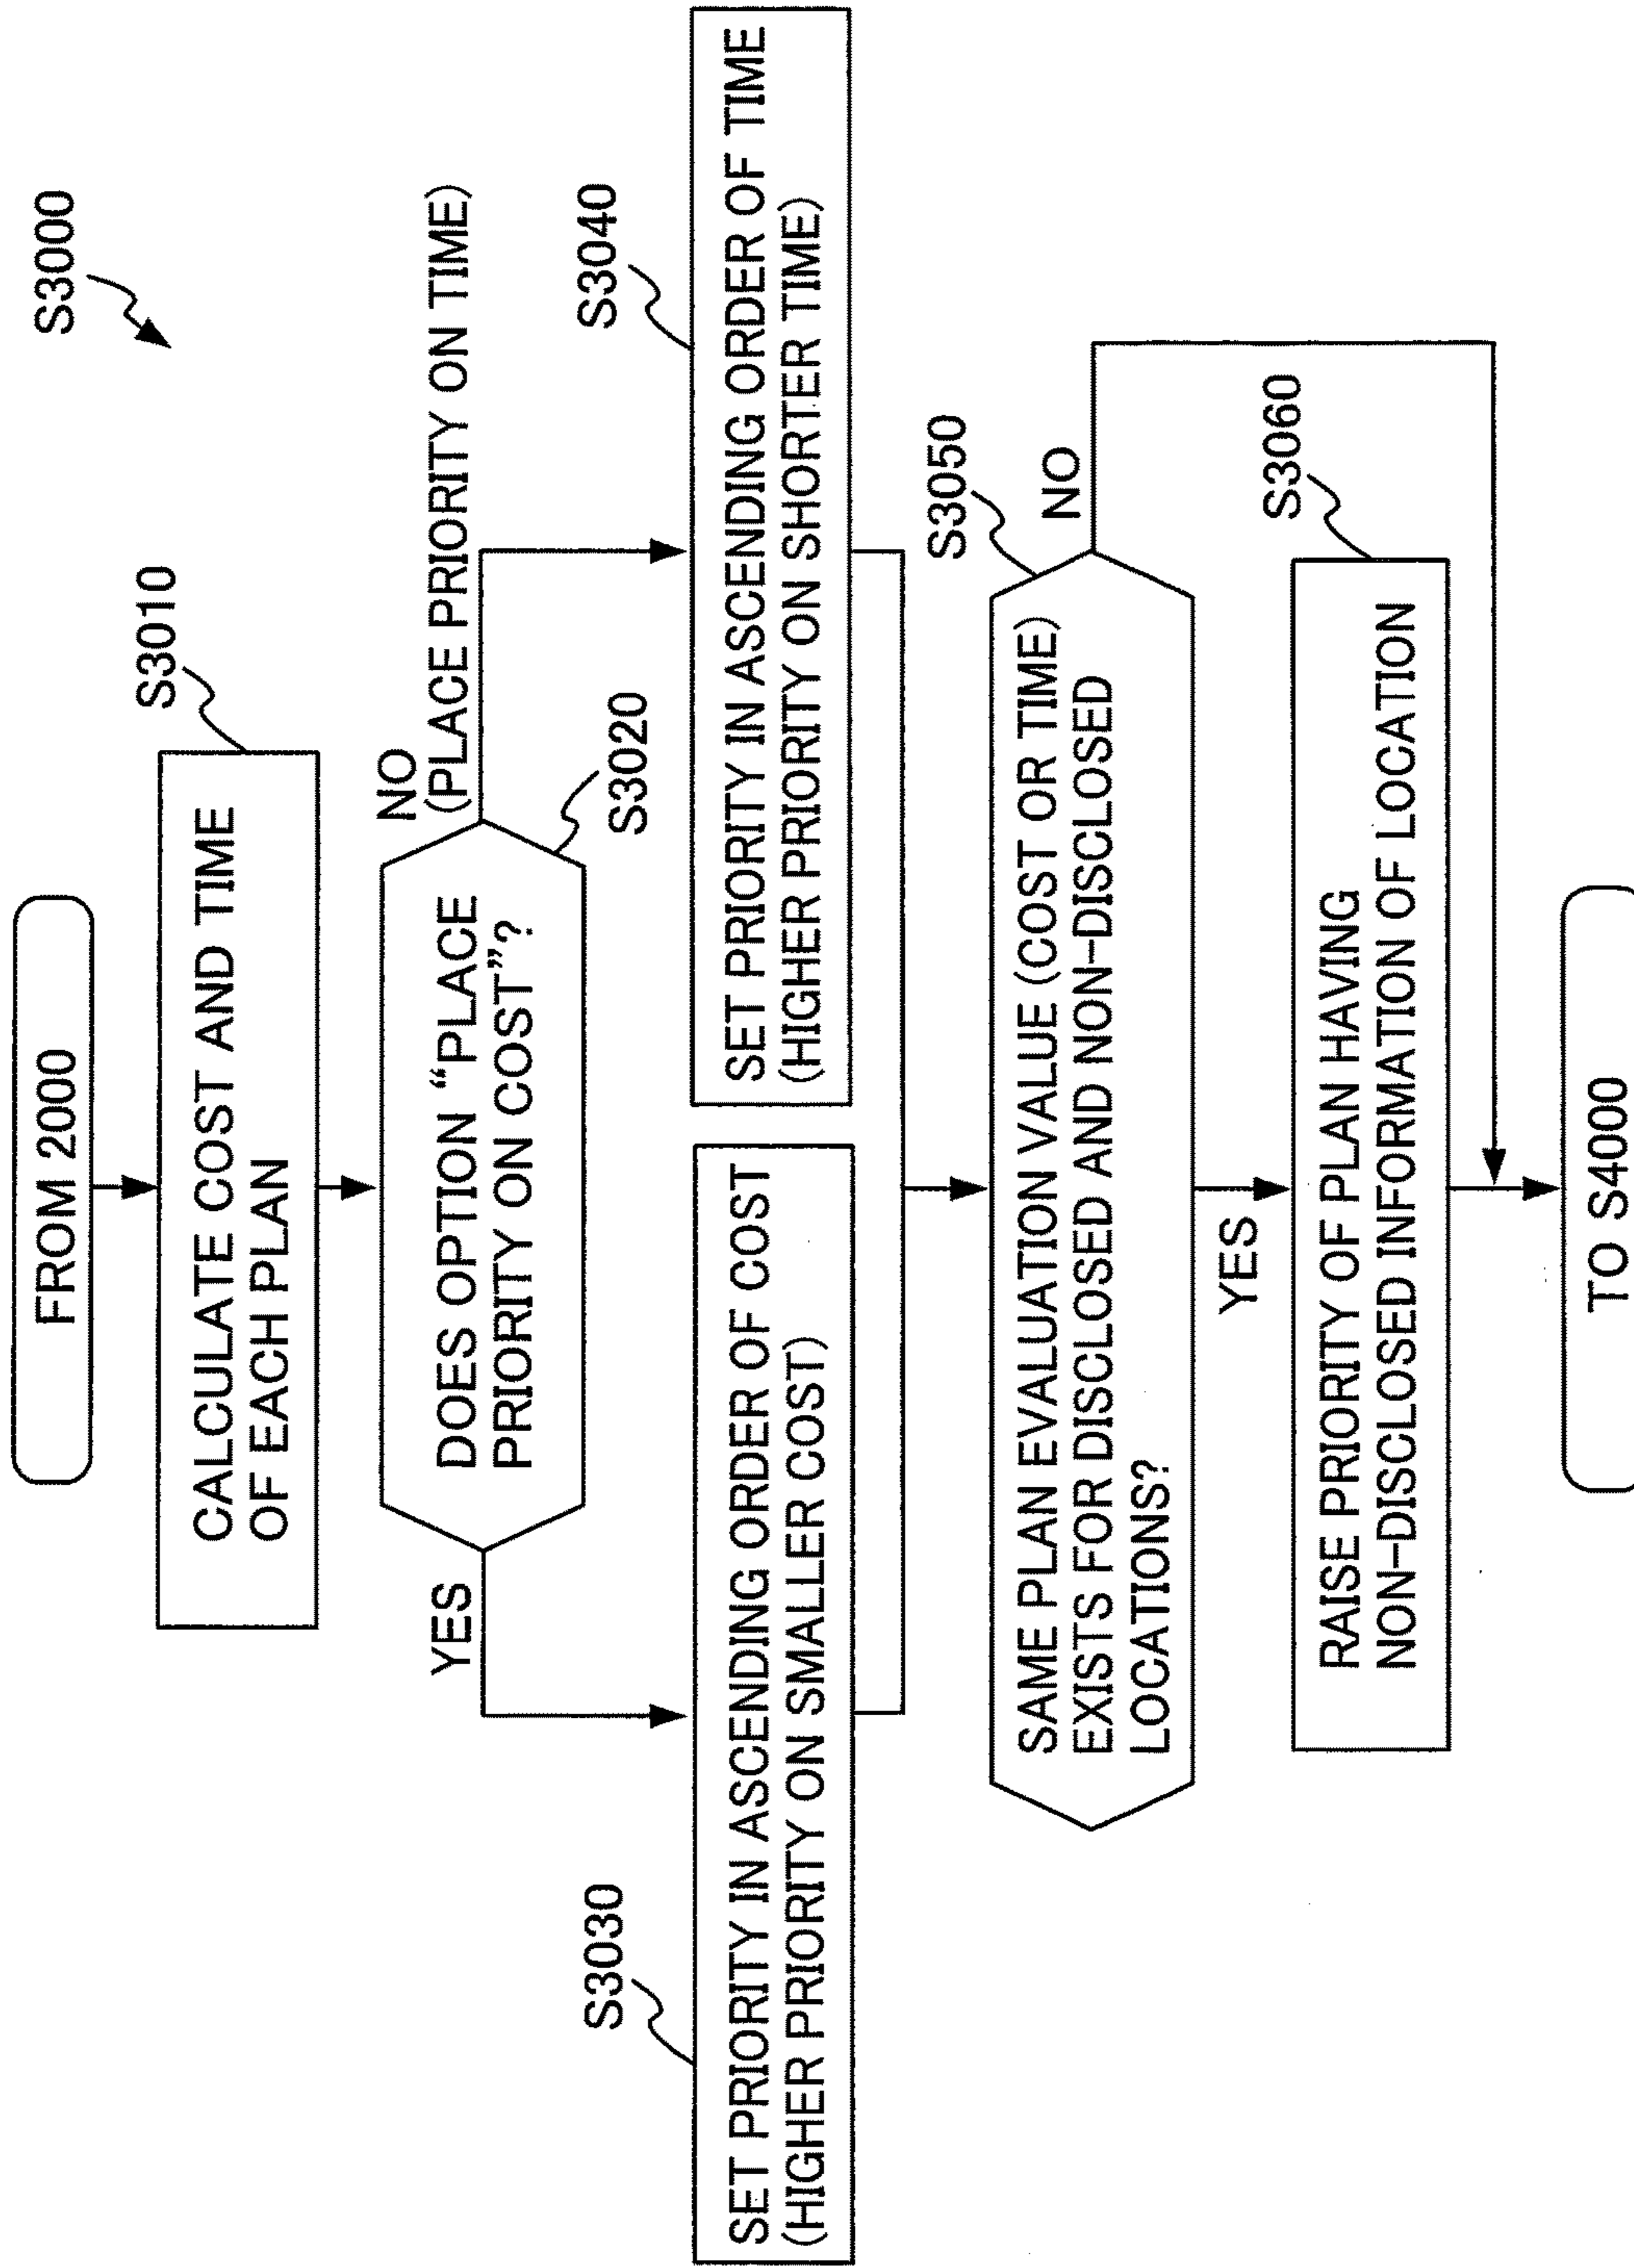 S3000
FROM 2000
S3010
CALCULATE COST AND TIME
OF EACH PLAN
NO
(PLACE PRIORITY ON TIME)
DOES OPTION “PLACE
PRIORITY ON COST”?
YES
S3020
S3030
S3040
SET PRIORITY IN ASCENDING ORDER OF COST
(HIGHER PRIORITY ON SMALLER COST)
SET PRIORITY IN ASCENDING ORDER OF TIME
(HIGHER PRIORITY ON SHORTER TIME)
S3050
SAME PLAN EVALUATION VALUE (COST OR TIME)
EXISTS FOR DISCLOSED AND NON-DISCLOSED
LOCATIONS?
NO
YES
S3060
RAISE PRIORITY OF PLAN HAVING
NON-DISCLOSED INFORMATION OF LOCATION
TO S4000